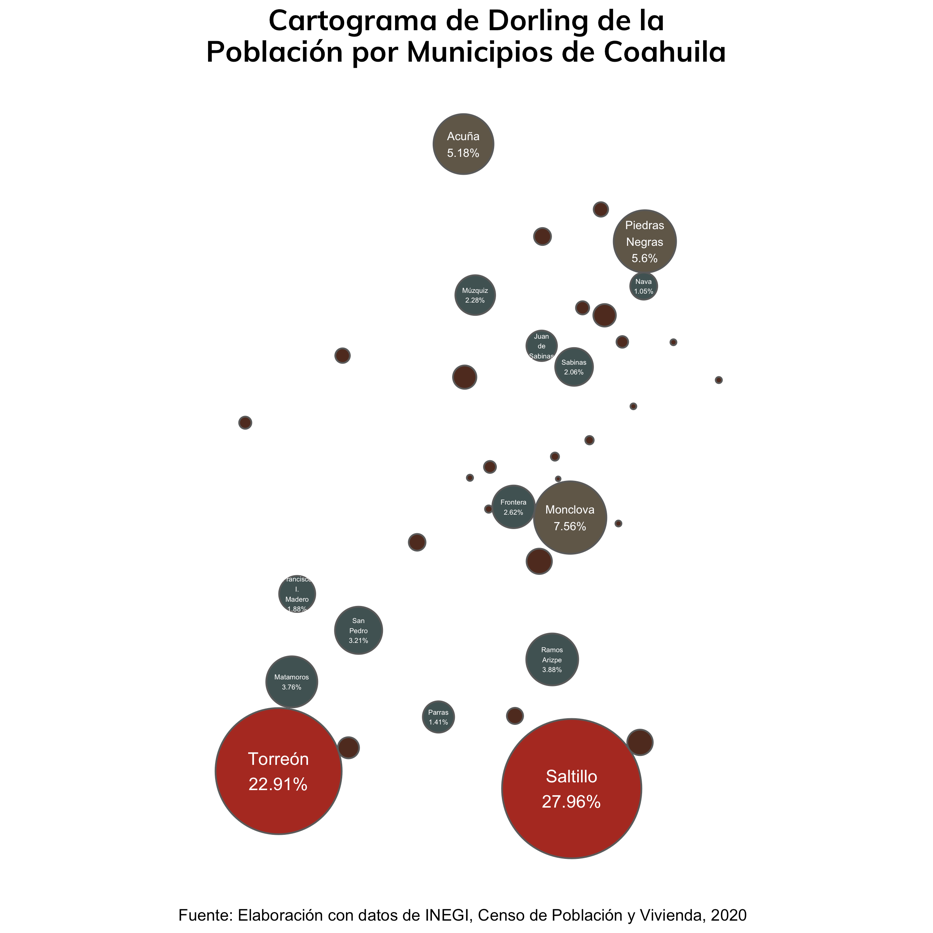 Cartograma de Dorling de la
Población por Municipios de Coahuila
Acuña
5.18%
Piedras
Negras
5.6%
Nava
1.05%
Múzquiz
2.28%
Juan
de
Sabinas
Sabinas
2.06%
Frontera
2.62%
Monclova
7.56%
Francisco
I.
Madero
1.88%
San
Pedro
3.21%
Ramos
Arizpe
3.88%
Matamoros
3.76%
Parras
1.41%
Torreón
22.91%
Saltillo
27.96%
Fuente: Elaboración con datos de INEGI, Censo de Población y Vivienda, 2020